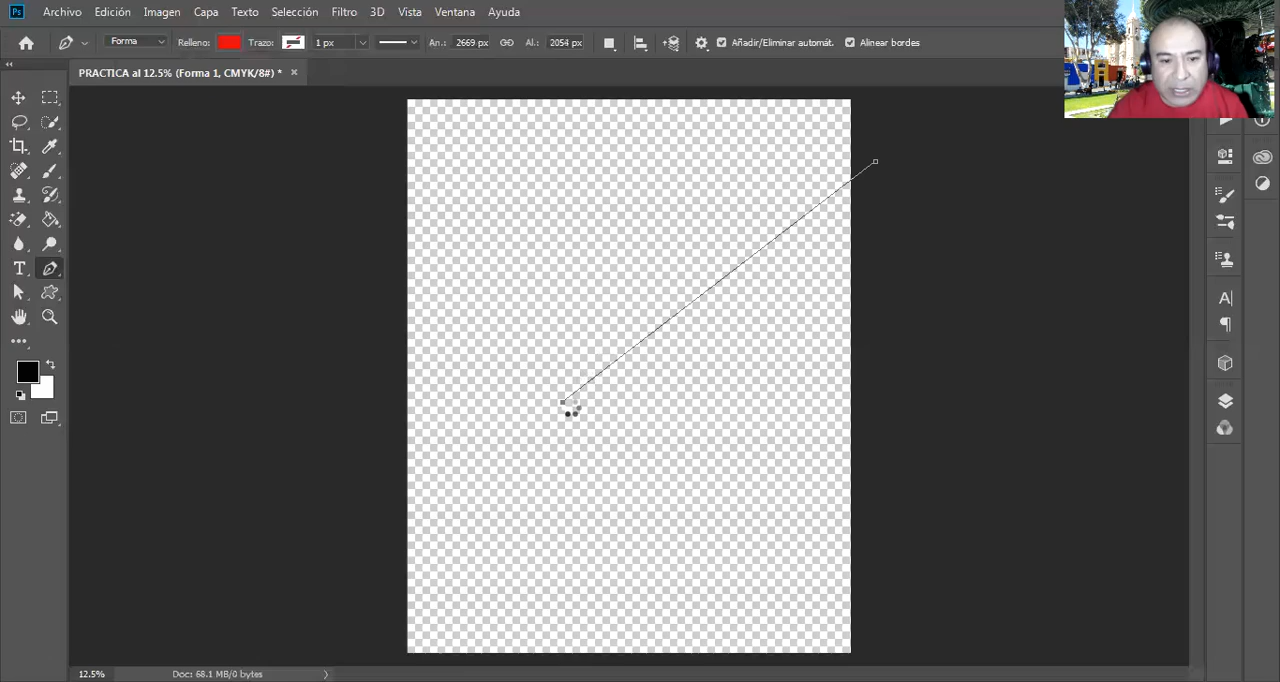 Ps Archivo Edición Imagen Capa Texto Selección Filtro 3D Vista Ventana Ayuda
Forma Relleno: Trazo: 1 px An.: 2669 px Al.: 2054 px Añadir/Eliminar automát. Alinear bordes
PRACTICA al 12.5% (Forma 1, CMYK/8#) * ×
12.5% Doc: 68.1 MB/0 bytes